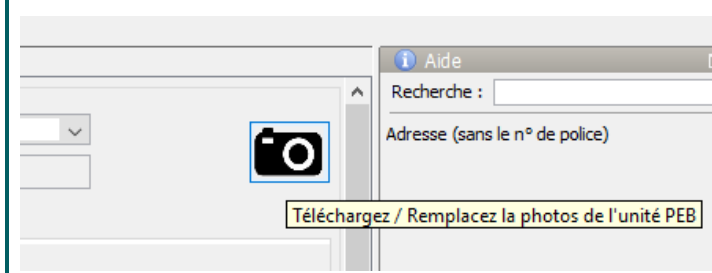 Aide
Recherche :
Adresse (sans le n° de police)
Téléchargez / Remplacez la photos de l'unité PEB